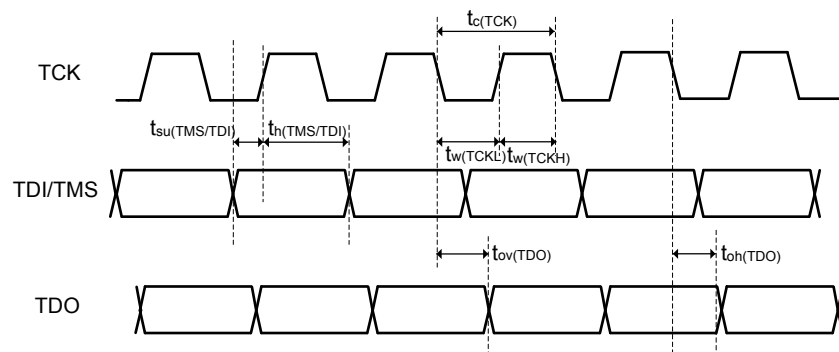 tc(TCK)
TCK
tsu(TMS/TDI)
th(TMS/TDI)
tw(TCKL)
tw(TCKH)
TDI/TMS
tov(TDO)
toh(TDO)
TDO